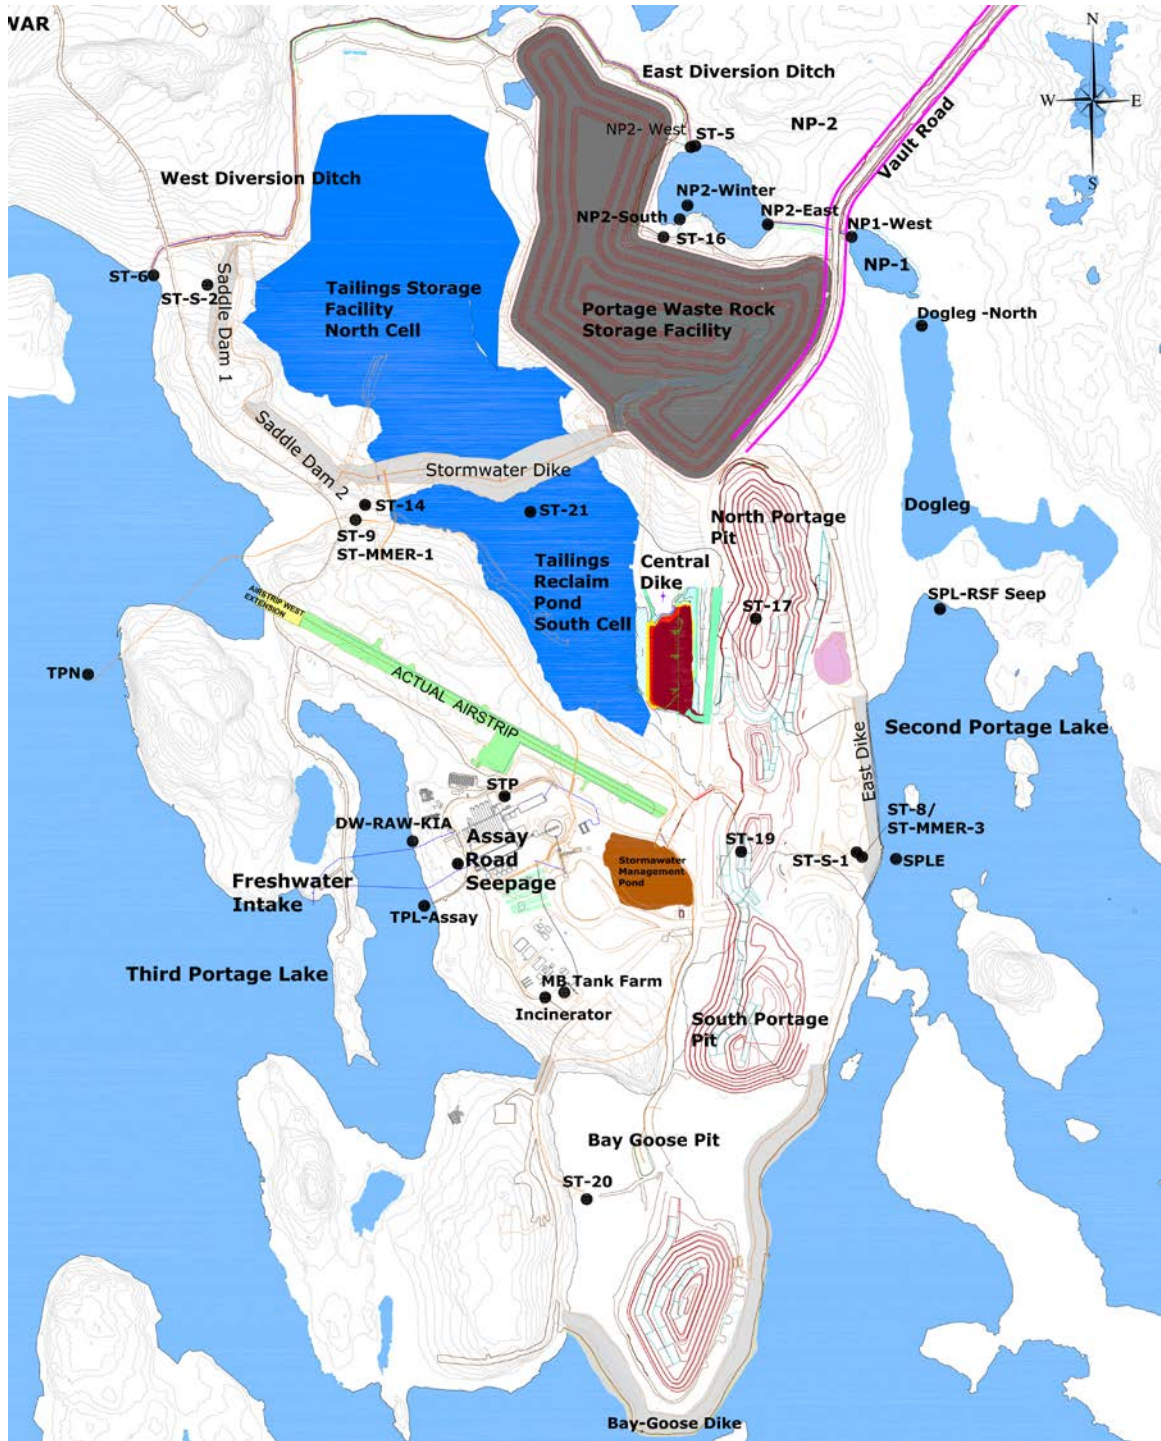 WAR
N
W
E
S
East Diversion Ditch
NP2- West
ST-5
NP-2
Vault Road
West Diversion Ditch
NP2-Winter
NP2-South
NP2-East
NP1-West
ST-16
NP-1
ST-6
ST-S-2
Saddle Dam 1
Tailings Storage
Facility
North Cell
Portage Waste Rock
Storage Facility
Dogleg -North
Saddle Dam 2
Stormwater Dike
ST-14
ST-21
ST-9
ST-MMER-1
North Portage
Pit
Dogleg
Tailings
Reclaim
Pond
South Cell
Central
Dike
AIRSTRIP WEST
EXTENSION
ST-17
SPL-RSF Seep
TPN
ACTUAL AIRSTRIP
Second Portage Lake
East Dike
STP
DW-RAW-KIA
Assay
Road
Seepage
Stormawater
Management
Pond
ST-19
ST-8/
ST-MMER-3
ST-S-1
SPLE
Freshwater
Intake
TPL-Assay
Third Portage Lake
MB Tank Farm
Incinerator
South Portage
Pit
Bay Goose Pit
ST-20
Bay-Goose Dike